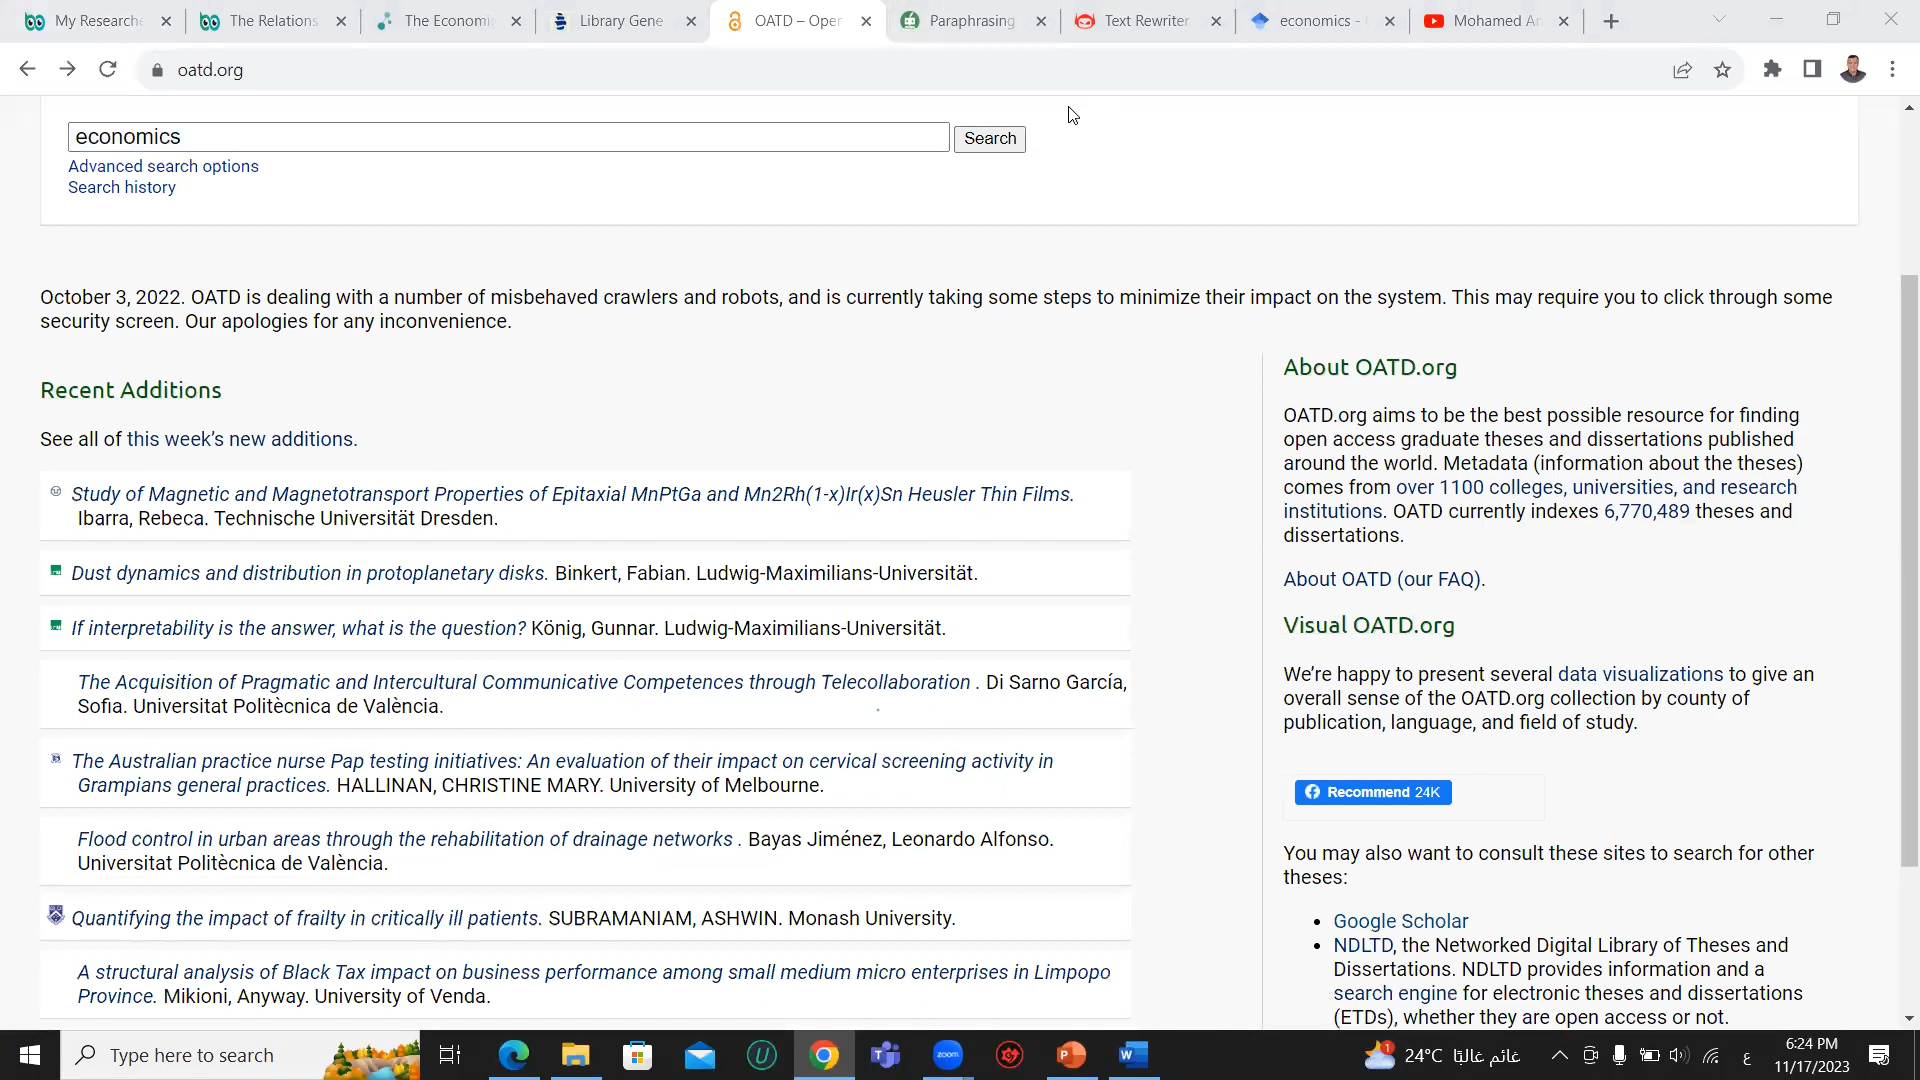 My Research
The Relations
The Economi
Library Gene
OATD – Oper
Paraphrasing
Text Rewriter
economics -
Mohamed Ar
oatd.org
economics
Search
Advanced search options
Search history
October 3, 2022. OATD is dealing with a number of misbehaved crawlers and robots, and is currently taking some steps to minimize their impact on the system. This may require you to click through some
security screen. Our apologies for any inconvenience.
Recent Additions
See all of this week’s new additions.
Study of Magnetic and Magnetotransport Properties of Epitaxial MnPtGa and Mn2Rh(1-x)Ir(x)Sn Heusler Thin Films.
Ibarra, Rebeca. Technische Universität Dresden.
Dust dynamics and distribution in protoplanetary disks. Binkert, Fabian. Ludwig-Maximilians-Universität.
If interpretability is the answer, what is the question? König, Gunnar. Ludwig-Maximilians-Universität.
The Acquisition of Pragmatic and Intercultural Communicative Competences through Telecollaboration . Di Sarno García,
Sofia. Universitat Politècnica de València.
The Australian practice nurse Pap testing initiatives: An evaluation of their impact on cervical screening activity in
Grampians general practices. HALLINAN, CHRISTINE MARY. University of Melbourne.
Flood control in urban areas through the rehabilitation of drainage networks . Bayas Jiménez, Leonardo Alfonso.
Universitat Politècnica de València.
Quantifying the impact of frailty in critically ill patients. SUBRAMANIAM, ASHWIN. Monash University.
A structural analysis of Black Tax impact on business performance among small medium micro enterprises in Limpopo
Province. Mikioni, Anyway. University of Venda.
About OATD.org
OATD.org aims to be the best possible resource for finding
open access graduate theses and dissertations published
around the world. Metadata (information about the theses)
comes from over 1100 colleges, universities, and research
institutions. OATD currently indexes 6,770,489 theses and
dissertations.
About OATD (our FAQ).
Visual OATD.org
We’re happy to present several data visualizations to give an
overall sense of the OATD.org collection by county of
publication, language, and field of study.
Recommend 24K
You may also want to consult these sites to search for other
theses:
• Google Scholar
• NDLTD, the Networked Digital Library of Theses and
Dissertations. NDLTD provides information and a
search engine for electronic theses and dissertations
(ETDs), whether they are open access or not.
Type here to search
zoom
1
24°C غائم غالبًا
ع
6:24 PM
11/17/2023